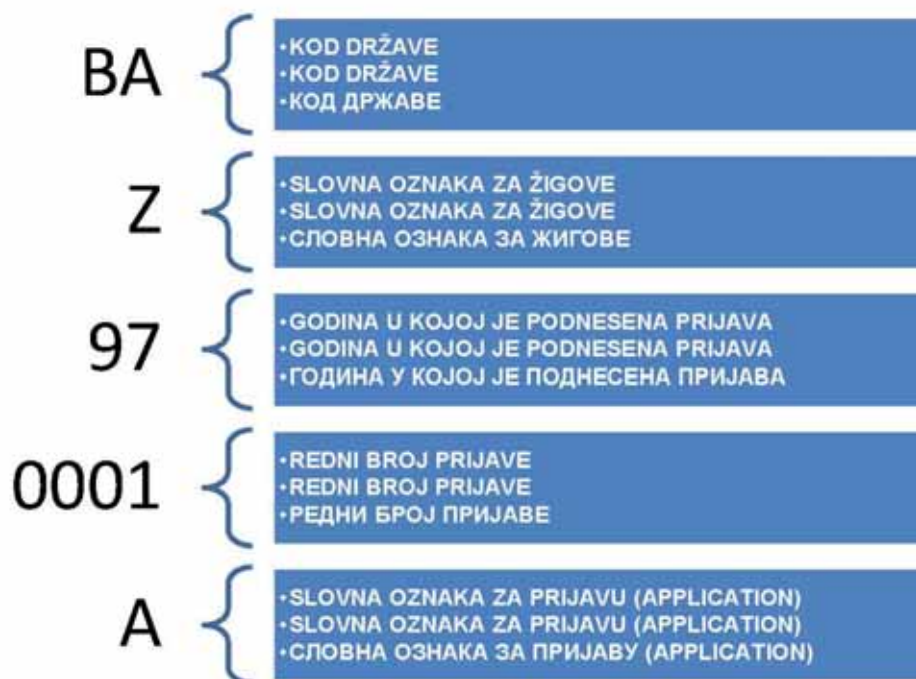 BA
•KOD DRŽAVE
•KOD DRŽAVE
•КОД ДРЖАВЕ
Z
•SLOVNA OZNAKA ZA ŽIGOVE
•SLOVNA OZNAKA ZA ŽIGOVE
•СЛОВНА ОЗНАКА ЗА ЖИГОВЕ
97
•GODINA U KOJOJ JE PODNESENA PRIJAVA
•GODINA U KOJOJ JE PODNESENA PRIJAVA
•ГОДИНА У КОЈОЈ ЈЕ ПОДНЕСЕНА ПРИЈАВА
0001
•REDNI BROJ PRIJAVE
•REDNI BROJ PRIJAVE
•РЕДНИ БРОЈ ПРИЈАВЕ
A
•SLOVNA OZNAKA ZA PRIJAVU (APPLICATION)
•SLOVNA OZNAKA ZA PRIJAVU (APPLICATION)
•СЛОВНА ОЗНАКА ЗА ПРИЈАВУ (APPLICATION)